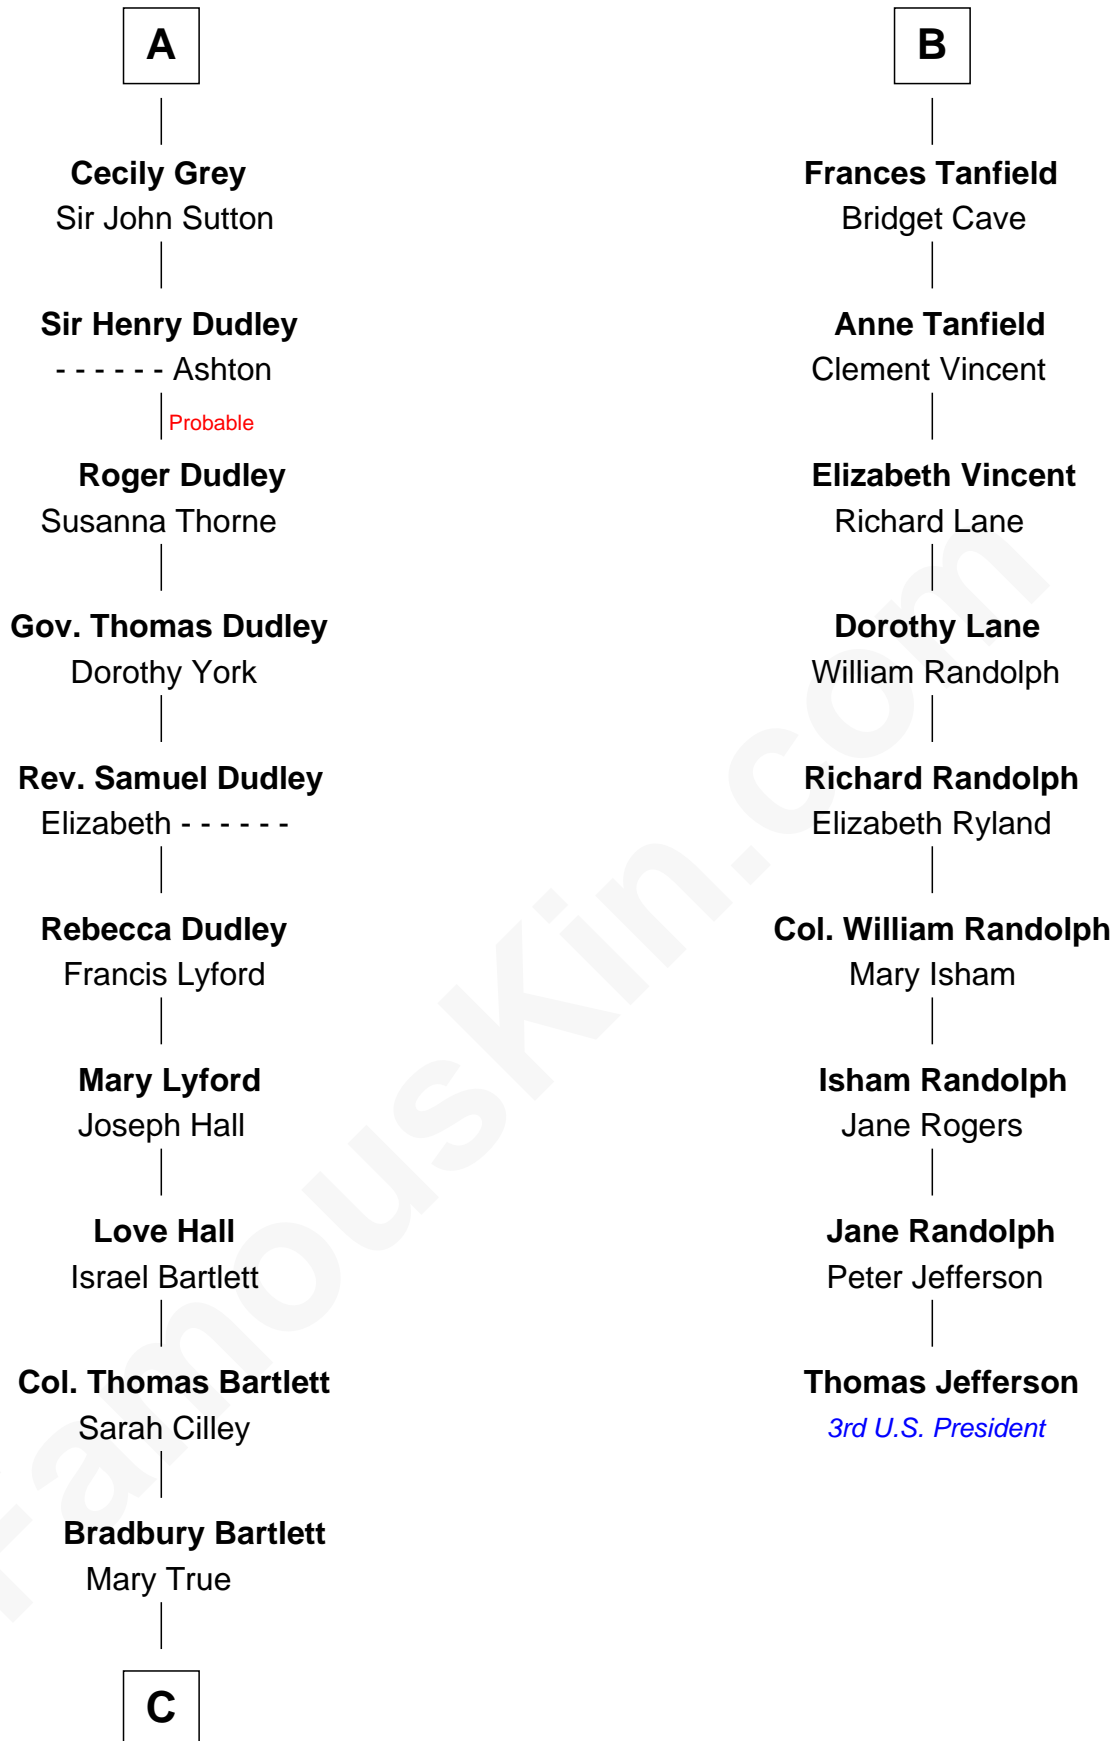 A
Cecily Grey
Sir John Sutton
Sir Henry Dudley
- - - - - - Ashton
Probable
Roger Dudley
Susanna Thorne
Gov. Thomas Dudley
Dorothy York
Rev. Samuel Dudley
Elizabeth - - - - - -
Rebecca Dudley
Francis Lyford
Mary Lyford
Joseph Hall
Love Hall
Israel Bartlett
Col. Thomas Bartlett
Sarah Cilley
Bradbury Bartlett
Mary True
C
B
Frances Tanfield
Bridget Cave
Anne Tanfield
Clement Vincent
Elizabeth Vincent
Richard Lane
Dorothy Lane
William Randolph
Richard Randolph
Elizabeth Ryland
Col. William Randolph
Mary Isham
Isham Randolph
Jane Rogers
Jane Randolph
Peter Jefferson
Thomas Jefferson
3rd U.S. President
FamousKin.com